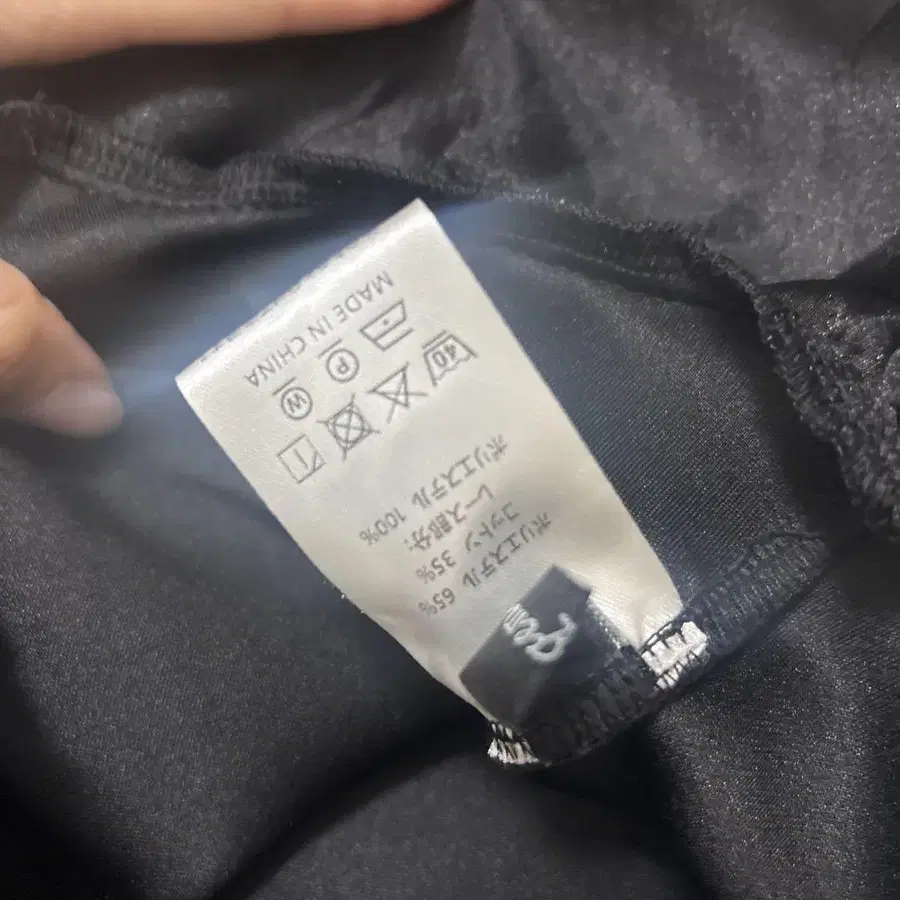 ポリエステル 65%
コットン 35%
レース部分:
ポリエステル 100%
40
P W
MADE IN CHINA